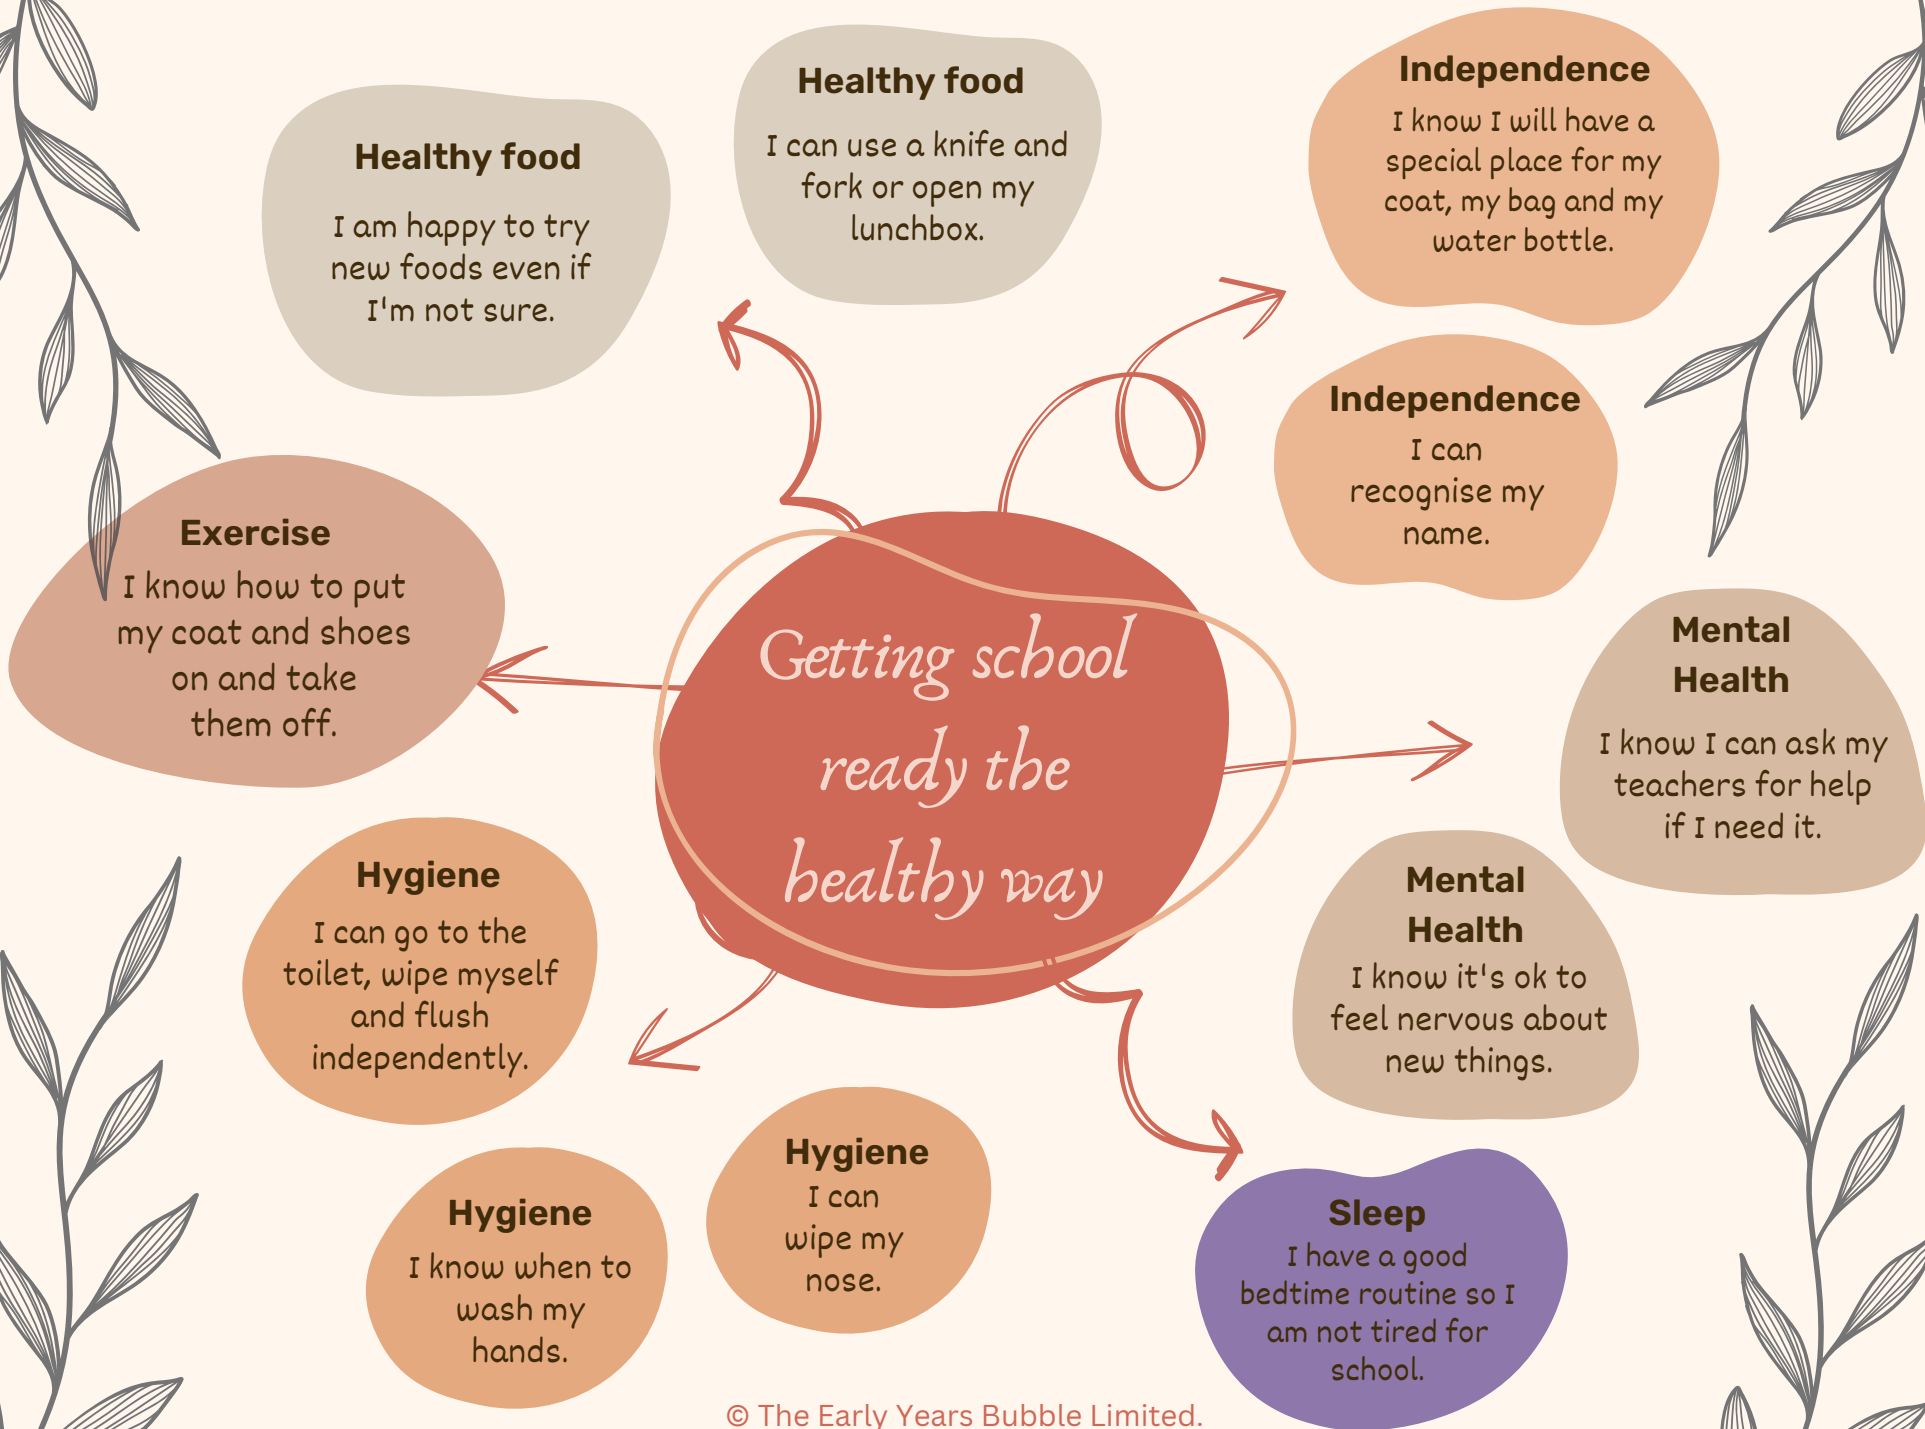 Healthy food
I am happy to try
new foods even if
I'm not sure.
Healthy food
I can use a knife and
fork or open my
lunchbox.
Independence
I know I will have a
special place for my
coat, my bag and my
water bottle.
Independence
I can
recognise my
name.
Exercise
I know how to put
my coat and shoes
on and take
them off.
Getting school
ready the
healthy way
Mental
Health
I know I can ask my
teachers for help
if I need it.
Mental
Health
I know it's ok to
feel nervous about
new things.
Hygiene
I can go to the
toilet, wipe myself
and flush
independently.
Hygiene
I know when to
wash my
hands.
Hygiene
I can
wipe my
nose.
Sleep
I have a good
bedtime routine so I
am not tired for
school.
© The Early Years Bubble Limited.